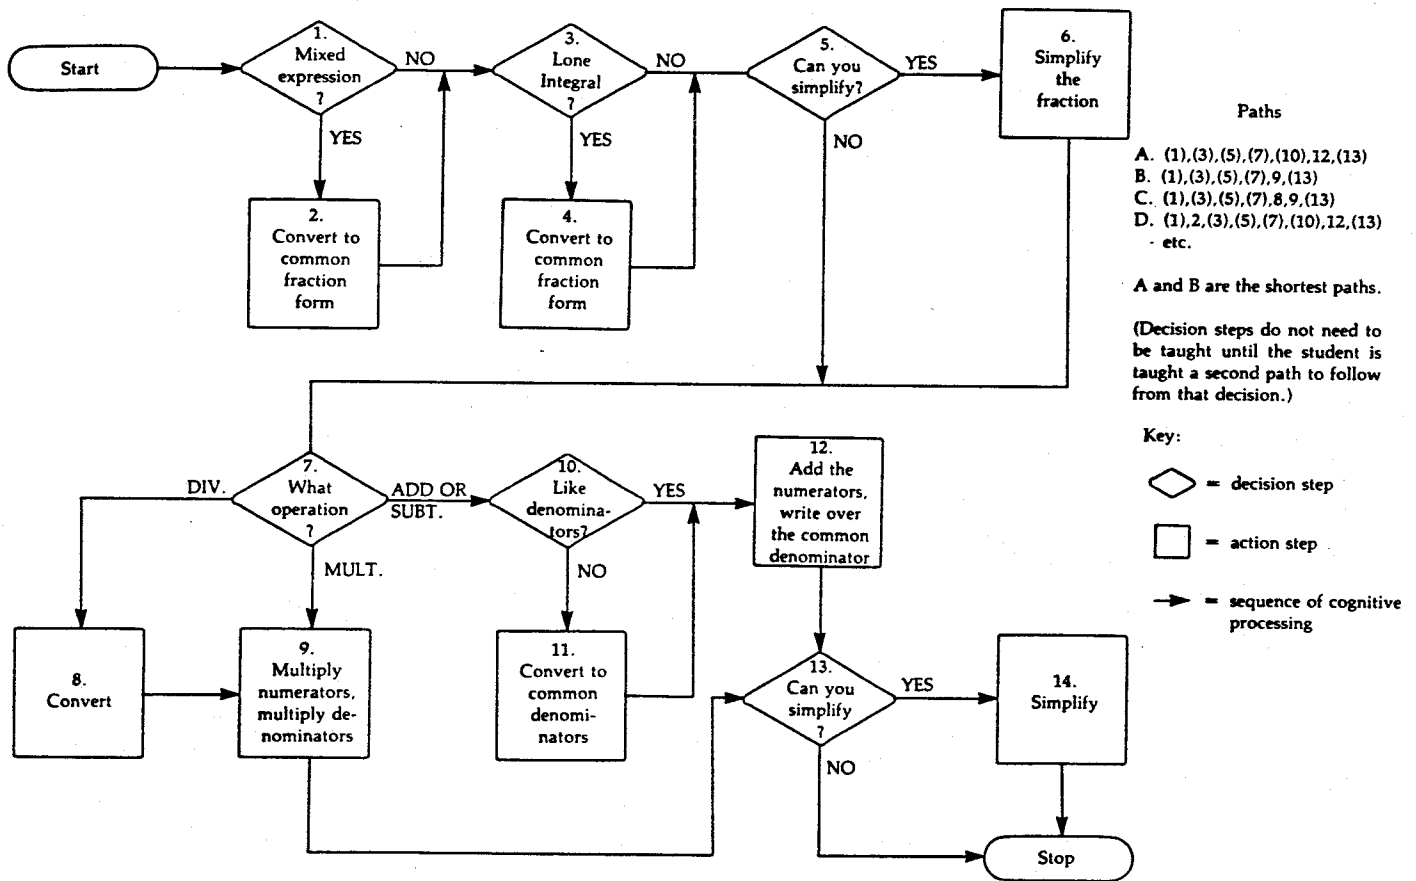 Start
1.
Mixed
expression
?
NO
YES
2.
Convert to
common
fraction
form
3.
Lone
Integral
?
NO
YES
4.
Convert to
common
fraction
form
5.
Can you
simplify?
YES
NO
6.
Simplify
the
fraction
Paths
A. (1),(3),(5),(7),(10),12,(13)
B. (1),(3),(5),(7),9,(13)
C. (1),(3),(5),(7),8,9,(13)
D. (1),2,(3),(5),(7),(10),12,(13)
- etc.
A and B are the shortest paths.
(Decision steps do not need to
be taught until the student is
taught a second path to follow
from that decision.)
Key:
= decision step
= action step
= sequence of cognitive
processing
7.
What
operation
?
DIV.
ADD OR
SUBT.
MULT.
8.
Convert
9.
Multiply
numerators,
multiply de-
nominators
10.
Like
denomina-
tors?
YES
NO
11.
Convert to
common
denomi-
nators
12.
Add the
numerators,
write over
the common
denominator
13.
Can you
simplify
?
YES
NO
14.
Simplify
Stop